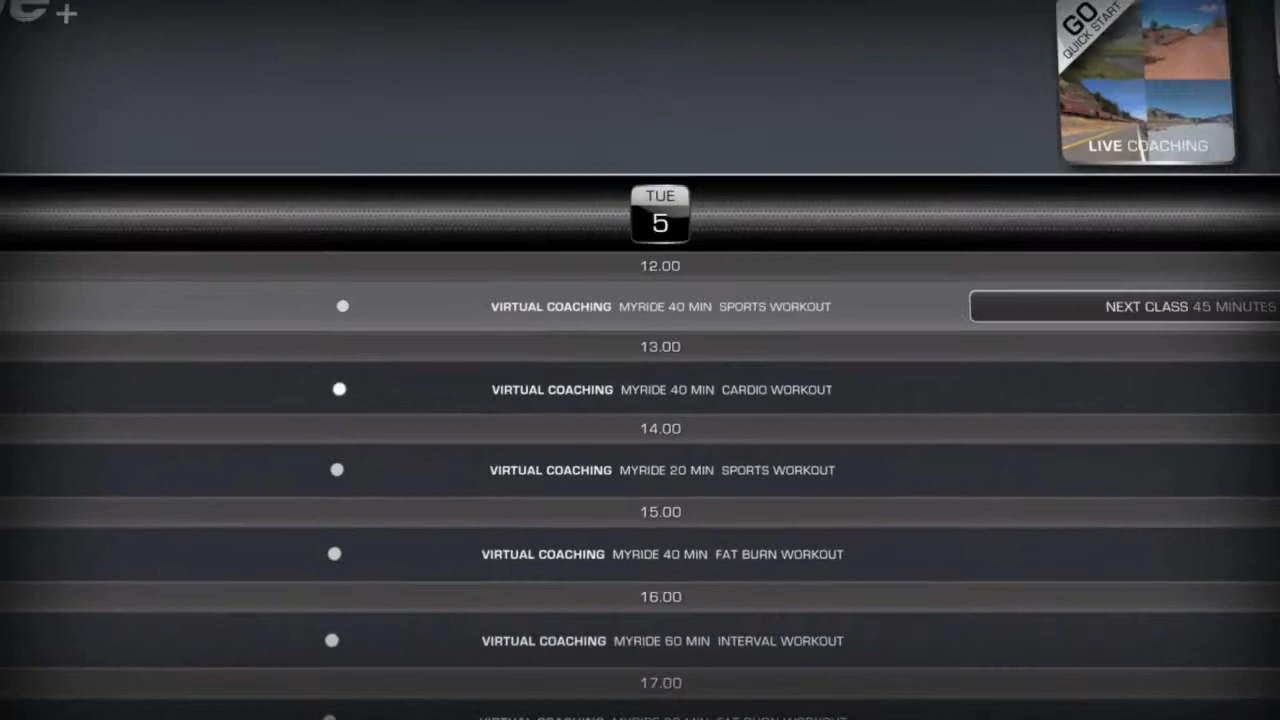 GO
QUICK START
LIVE COACHING
TUE
5
12.00
VIRTUAL COACHING MYRIDE 40 MIN SPORTS WORKOUT
NEXT CLASS 45 MINUTES
13.00
VIRTUAL COACHING MYRIDE 40 MIN CARDIO WORKOUT
14.00
VIRTUAL COACHING MYRIDE 20 MIN SPORTS WORKOUT
15.00
VIRTUAL COACHING MYRIDE 40 MIN FAT BURN WORKOUT
16.00
VIRTUAL COACHING MYRIDE 60 MIN INTERVAL WORKOUT
17.00